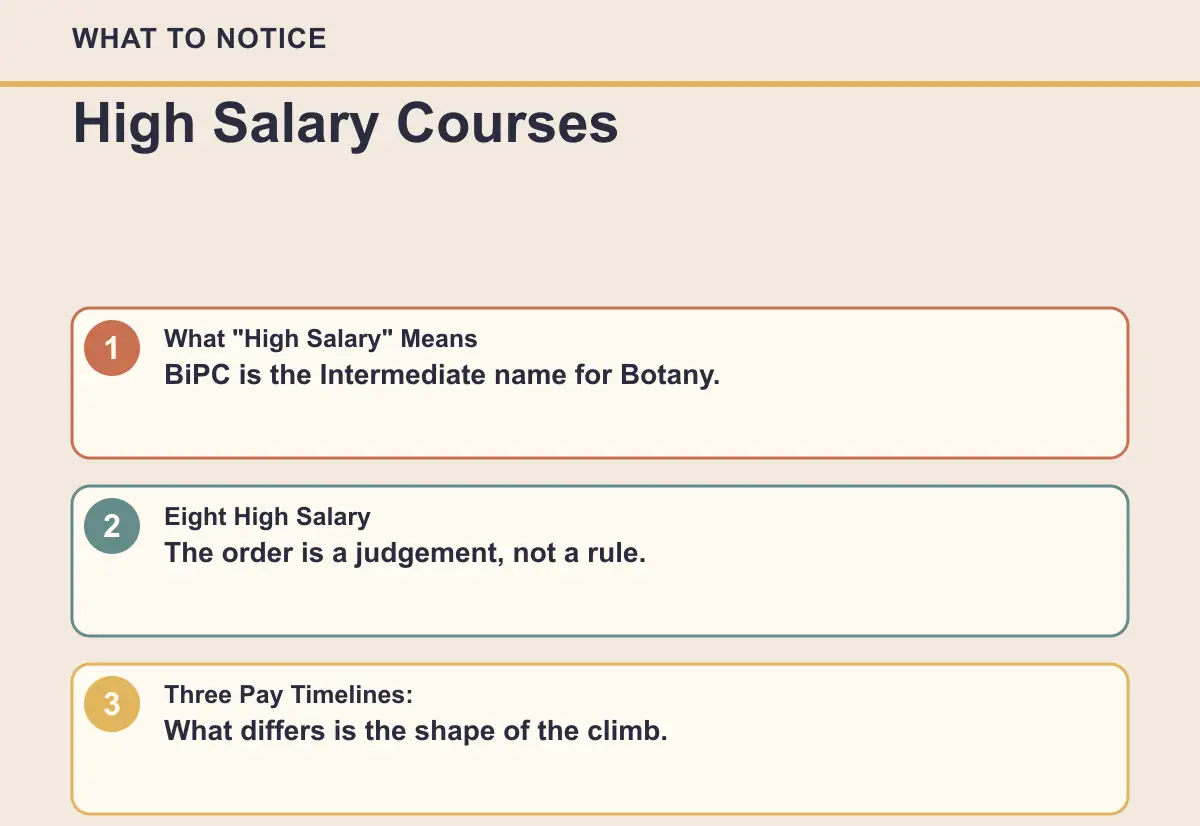 WHAT TO NOTICE
High Salary Courses
1
What "High Salary" Means
BiPC is the Intermediate name for Botany.
2
Eight High Salary
The order is a judgement, not a rule.
3
Three Pay Timelines:
What differs is the shape of the climb.